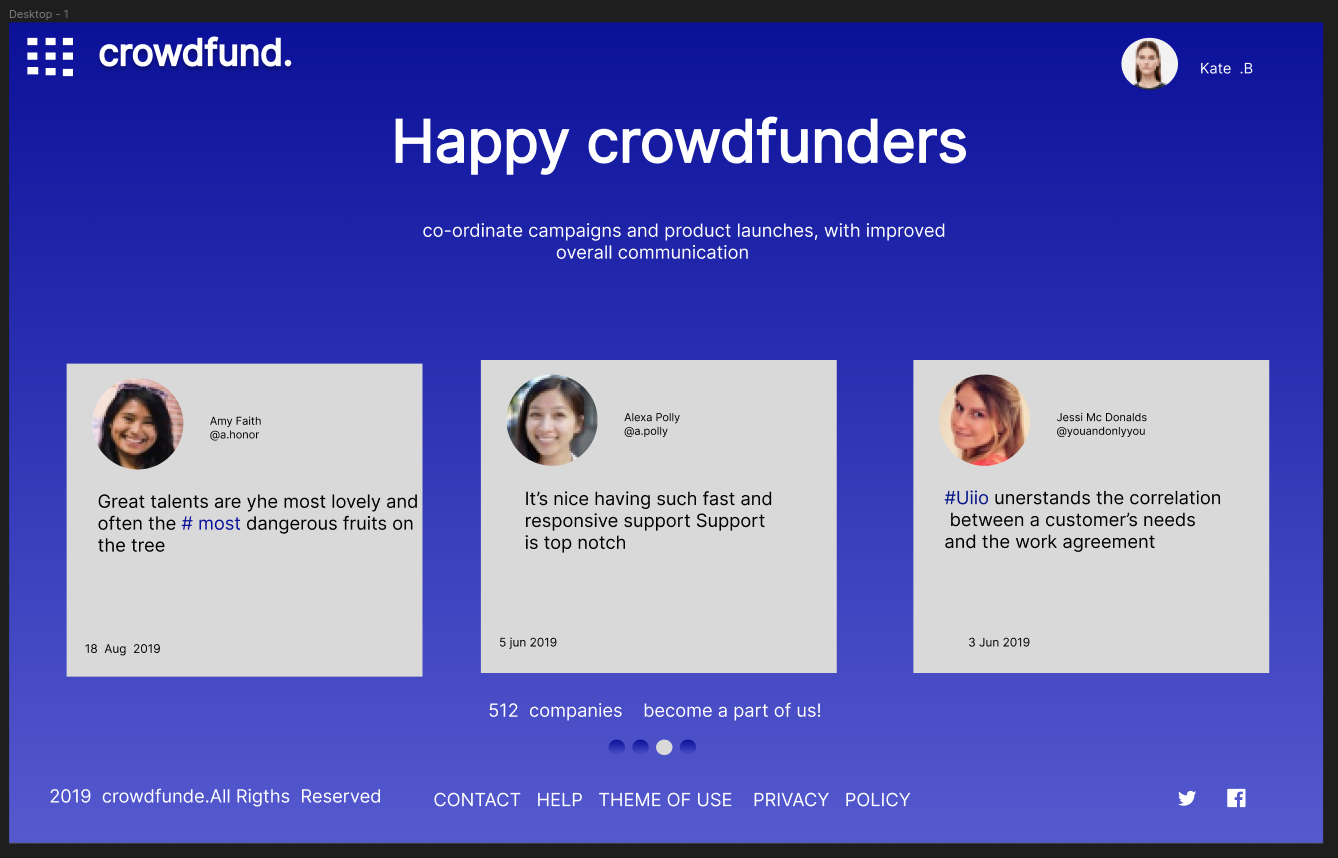 Desktop - 1
crowdfund.
Kate .B
Happy crowdfunders
co-ordinate campaigns and product launches, with improved
overall communication
Amy Faith
@a.honor
Great talents are yhe most lovely and
often the # most dangerous fruits on
the tree
18 Aug 2019
Alexa Polly
@a.polly
It’s nice having such fast and
responsive support Support
is top notch
5 jun 2019
Jessi Mc Donalds
@youandonlyyou
#Uiio unerstands the correlation
between a customer’s needs
and the work agreement
3 Jun 2019
512 companies become a part of us!
2019 crowdfunde.All Rigths Reserved
CONTACT HELP THEME OF USE PRIVACY POLICY